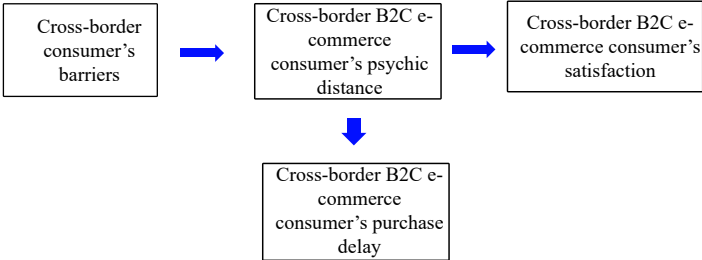 Cross-border
consumer’s
barriers
Cross-border B2C e-
commerce
consumer’s psychic
distance
Cross-border B2C e-
commerce consumer’s
satisfaction
Cross-border B2C e-
commerce
consumer’s purchase
delay